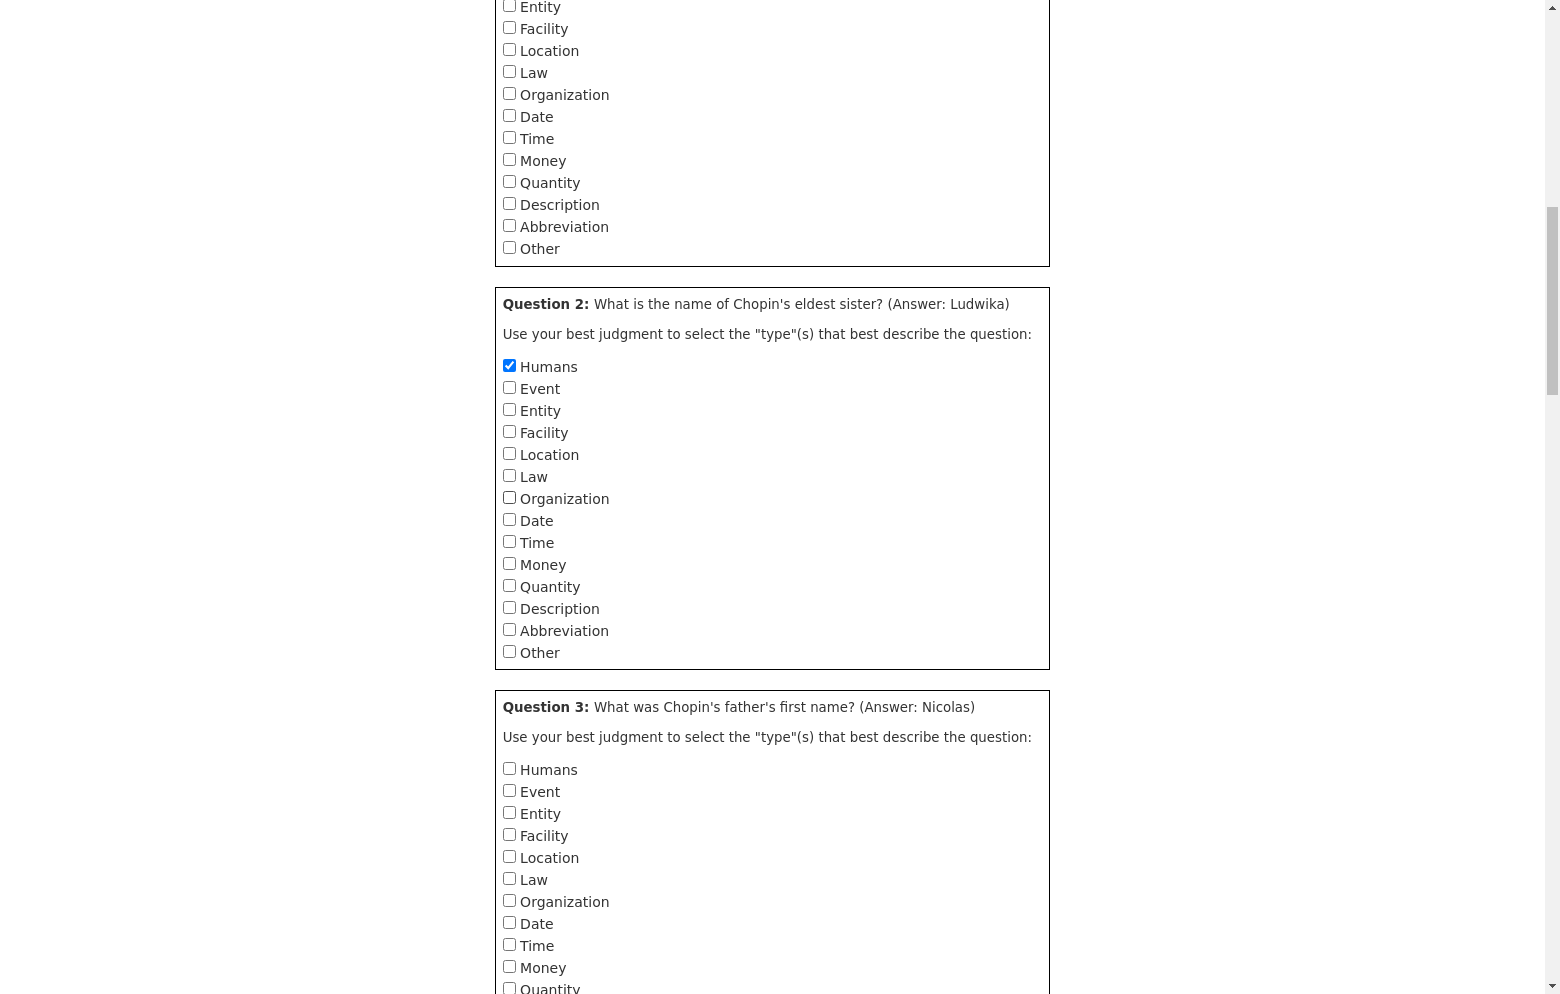 Entity
Facility
Location
Law
Organization
Date
Time
Money
Quantity
Description
Abbreviation
Other
Question 2: What is the name of Chopin's eldest sister? (Answer: Ludwika)
Use your best judgment to select the "type"(s) that best describe the question:
Humans
Event
Entity
Facility
Location
Law
Organization
Date
Time
Money
Quantity
Description
Abbreviation
Other
Question 3: What was Chopin's father's first name? (Answer: Nicolas)
Use your best judgment to select the "type"(s) that best describe the question:
Humans
Event
Entity
Facility
Location
Law
Organization
Date
Time
Money
Quantity